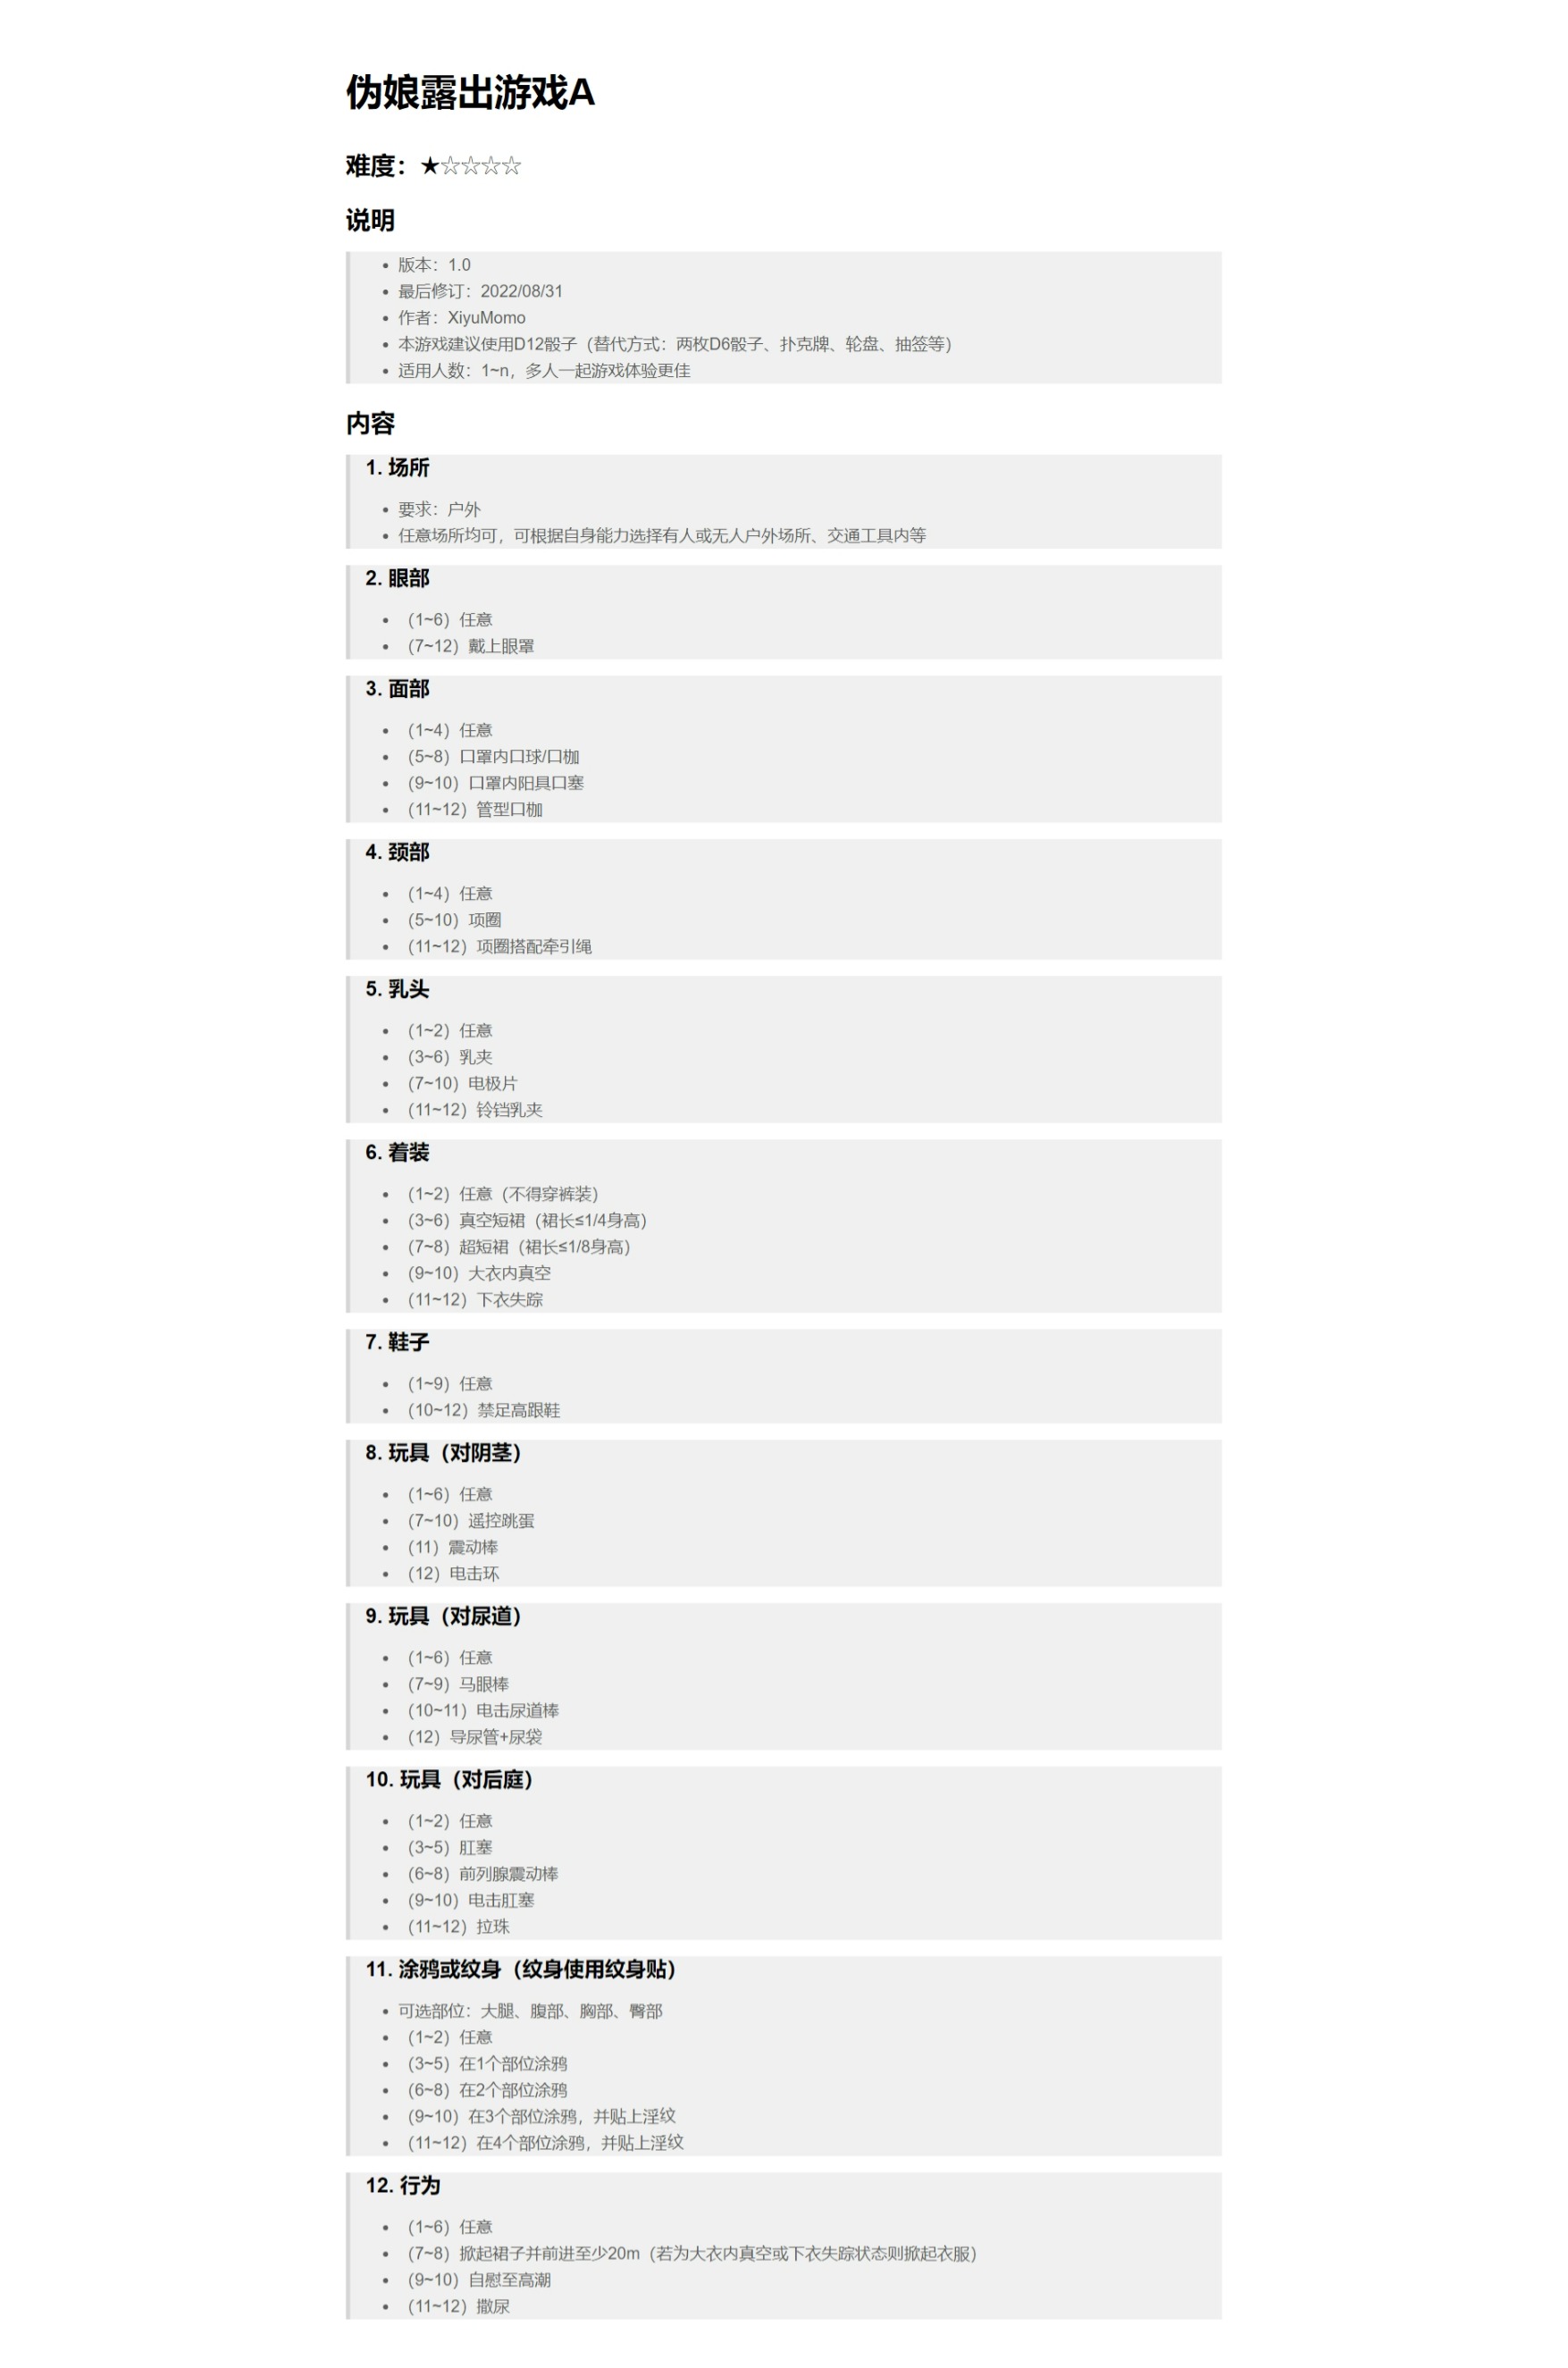 伪娘露出游戏A
难度：★☆☆☆☆
说明
• 版本：1.0
• 最后修订：2022/08/31
• 作者：XiyuMomo
• 本游戏建议使用D12骰子（替代方式：两枚D6骰子、扑克牌、轮盘、抽签等）
• 适用人数：1~n，多人一起游戏体验更佳
内容
1. 场所
• 要求：户外
• 任意场所均可，可根据自身能力选择有人或无人户外场所、交通工具内等
2. 眼部
• （1~6）任意
• （7~12）戴上眼罩
3. 面部
• （1~4）任意
• （5~8）口罩内口球/口枷
• （9~10）口罩内阳具口塞
• （11~12）管型口枷
4. 颈部
• （1~4）任意
• （5~10）项圈
• （11~12）项圈搭配牵引绳
5. 乳头
• （1~2）任意
• （3~6）乳夹
• （7~10）电极片
• （11~12）铃铛乳夹
6. 着装
• （1~2）任意（不得穿裤装）
• （3~6）真空短裙（裙长≤1/4身高）
• （7~8）超短裙（裙长≤1/8身高）
• （9~10）大衣内真空
• （11~12）下衣失踪
7. 鞋子
• （1~9）任意
• （10~12）禁足高跟鞋
8. 玩具（对阴茎）
• （1~6）任意
• （7~10）遥控跳蛋
• （11）震动棒
• （12）电击环
9. 玩具（对尿道）
• （1~6）任意
• （7~9）马眼棒
• （10~11）电击尿道棒
• （12）导尿管+尿袋
10. 玩具（对后庭）
• （1~2）任意
• （3~5）肛塞
• （6~8）前列腺震动棒
• （9~10）电击肛塞
• （11~12）拉珠
11. 涂鸦或纹身（纹身使用纹身贴）
• 可选部位：大腿、腹部、胸部、臀部
• （1~2）任意
• （3~5）在1个部位涂鸦
• （6~8）在2个部位涂鸦
• （9~10）在3个部位涂鸦，并贴上淫纹
• （11~12）在4个部位涂鸦，并贴上淫纹
12. 行为
• （1~6）任意
• （7~8）掀起裙子并前进至少20m（若为大衣内真空或下衣失踪状态则掀起衣服）
• （9~10）自慰至高潮
• （11~12）撒尿